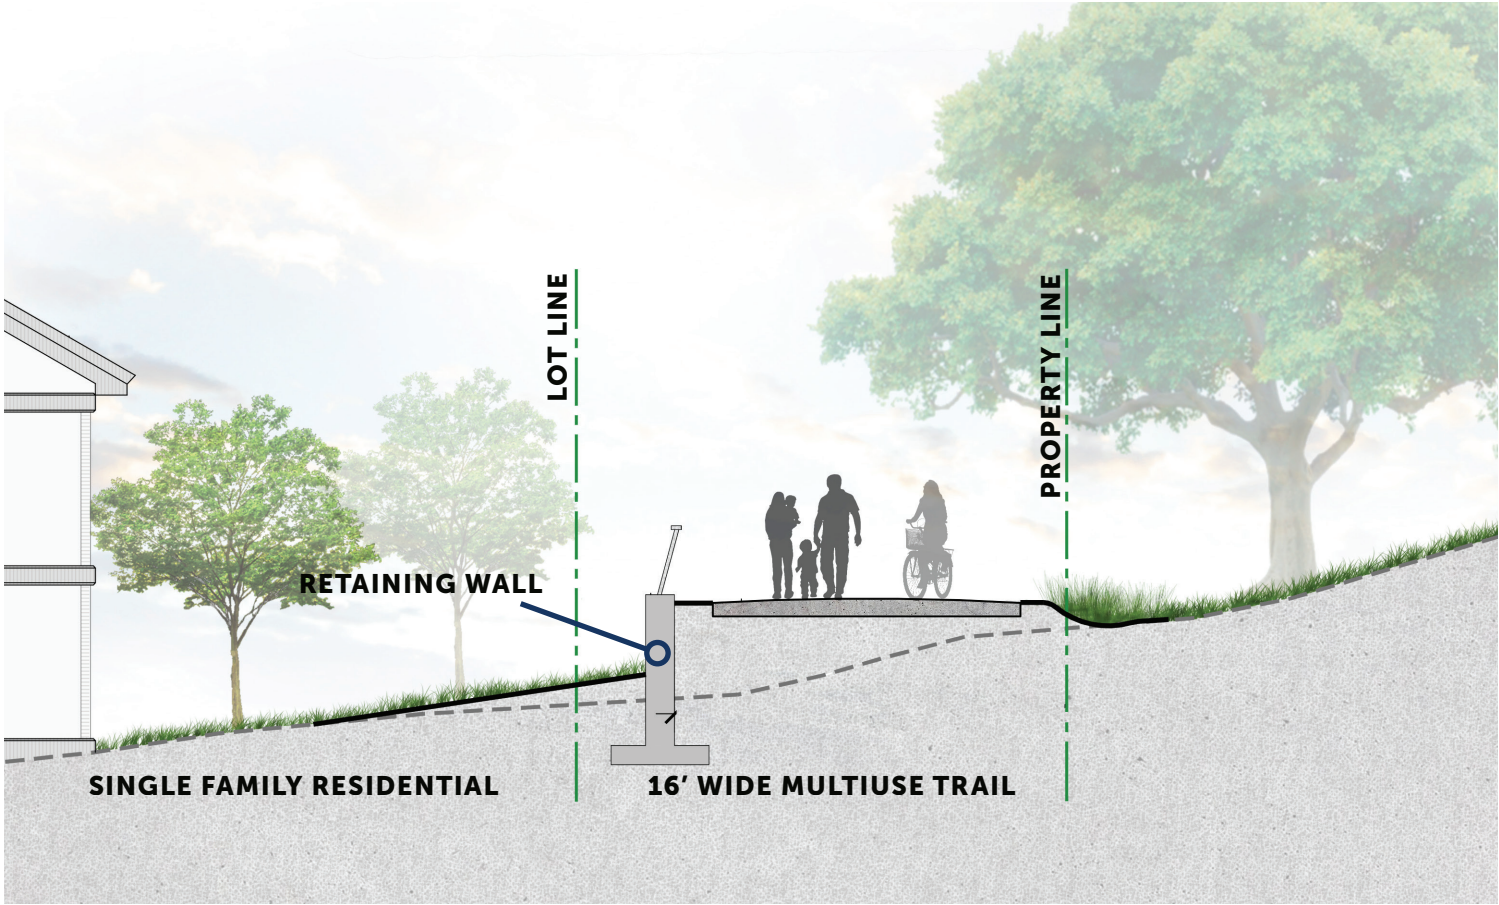 LOT LINE
PROPERTY LINE
RETAINING WALL
SINGLE FAMILY RESIDENTIAL
16’ WIDE MULTIUSE TRAIL